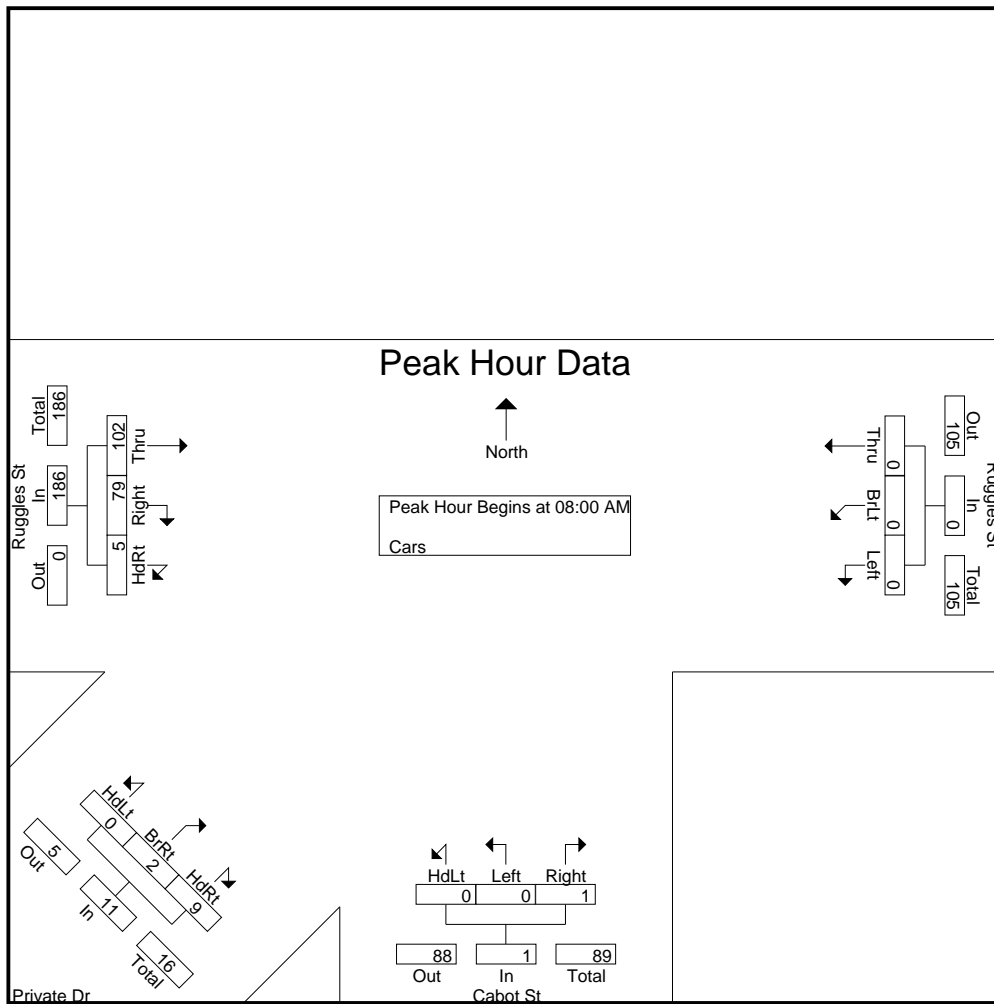 Peak Hour Data
North
Peak Hour Begins at 08:00 AM
Cars
Ruggles St
Total
186
In
186
Out
0
102
Thru
79
Right
5
HdRt
Ruggles St
Out
105
In
0
Total
105
Thru
0
BrLt
0
Left
0
HdLt
0
BrRt
2
HdRt
9
Out
5
In
11
Total
16
Private Dr
HdLt Left Right
0 0 1
88 1 89
Out In Total
Cabot St